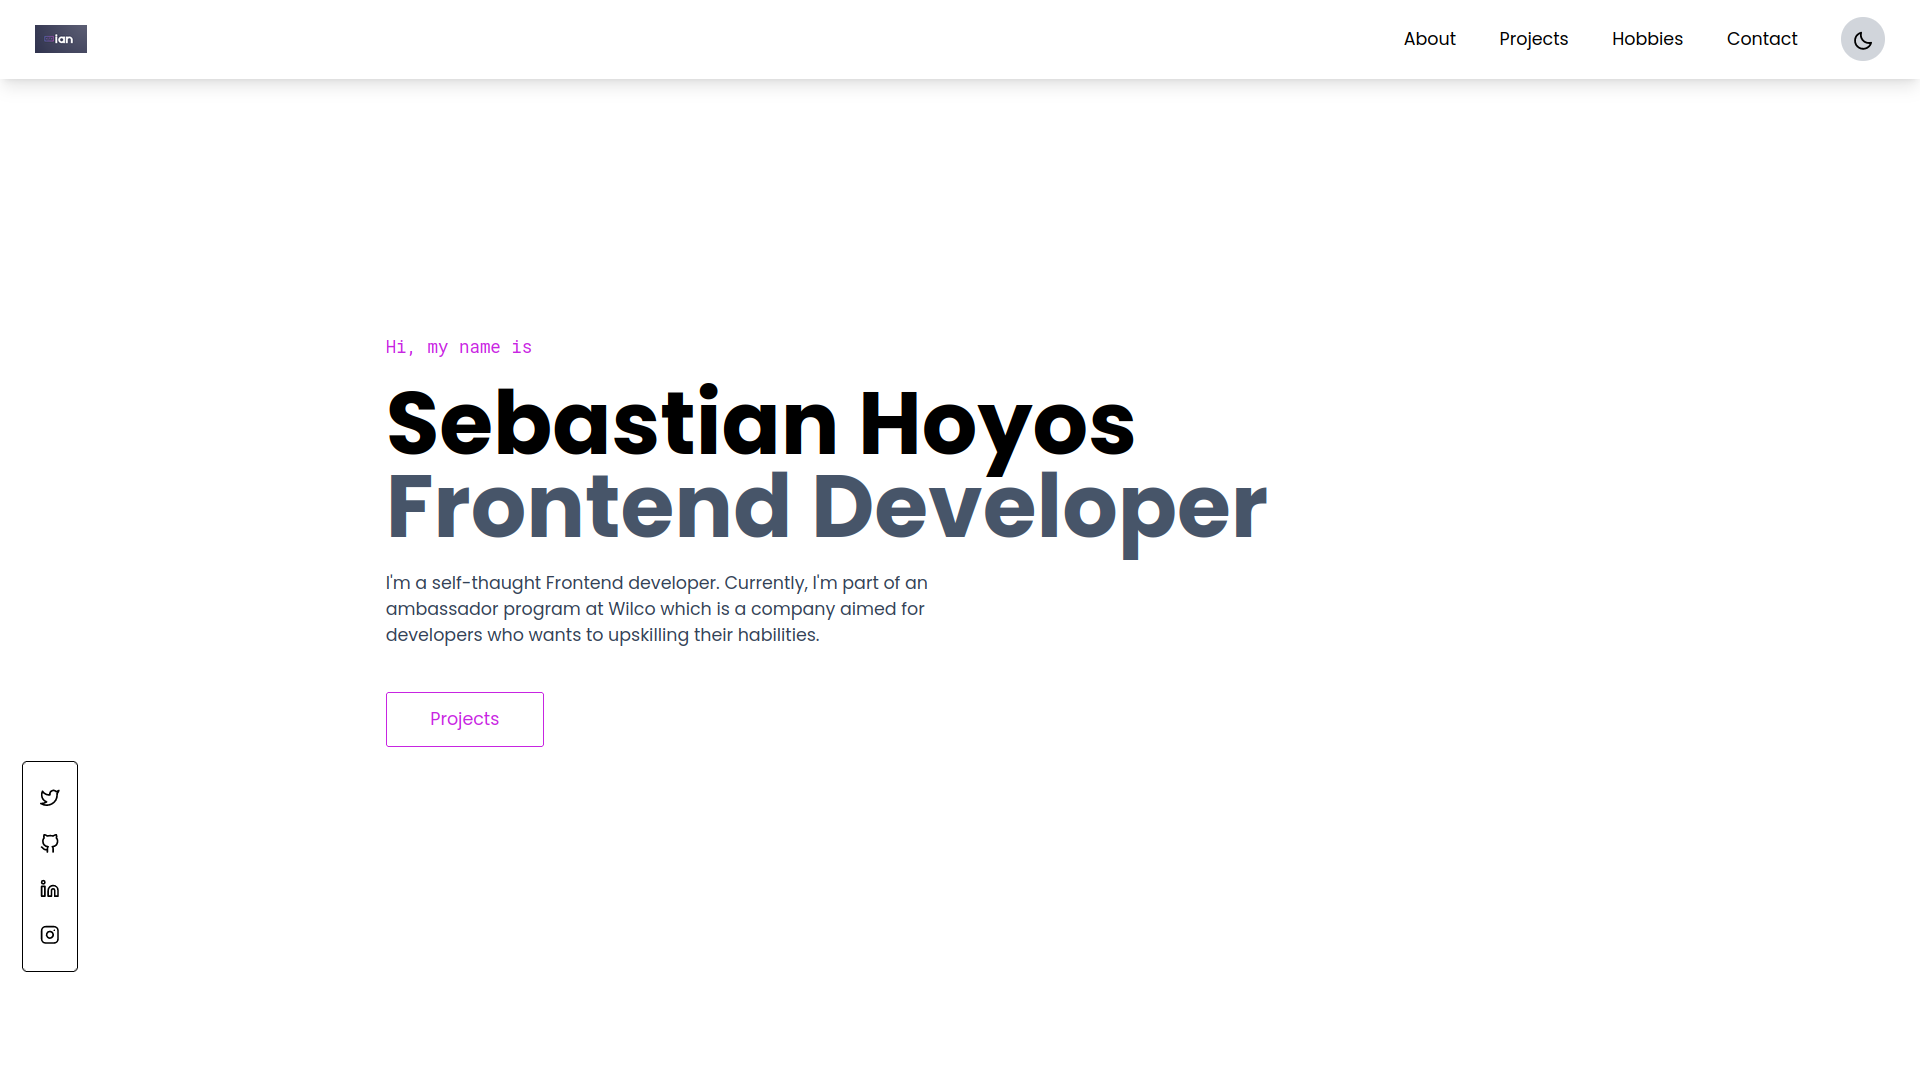 ian
About
Projects
Hobbies
Contact
Hi, my name is
Sebastian Hoyos
Frontend Developer
I'm a self-thaught Frontend developer. Currently, I'm part of an
ambassador program at Wilco which is a company aimed for
developers who wants to upskilling their habilities.
Projects